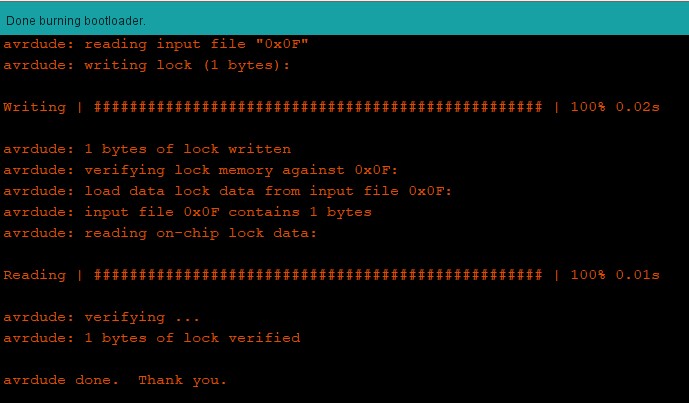 Done burning bootloader.
avrdude: reading input file "0x0F"
avrdude: writing lock (1 bytes):
Writing | ################################################## | 100% 0.02s
avrdude: 1 bytes of lock written
avrdude: verifying lock memory against 0x0F:
avrdude: load data lock data from input file 0x0F:
avrdude: input file 0x0F contains 1 bytes
avrdude: reading on-chip lock data:
Reading | ################################################## | 100% 0.01s
avrdude: verifying ...
avrdude: 1 bytes of lock verified
avrdude done.  Thank you.